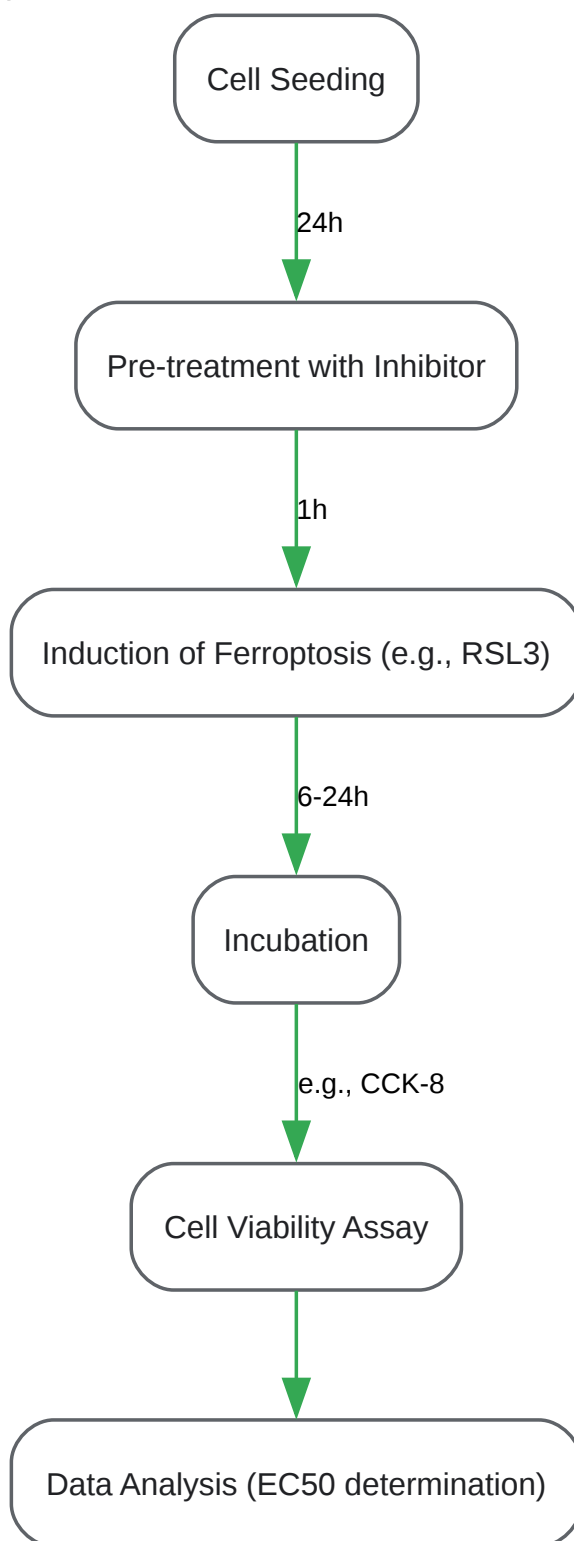 Cell Seeding
24h
Pre-treatment with Inhibitor
1h
Induction of Ferroptosis (e.g., RSL3)
6-24h
Incubation
e.g., CCK-8
Cell Viability Assay
Data Analysis (EC50 determination)